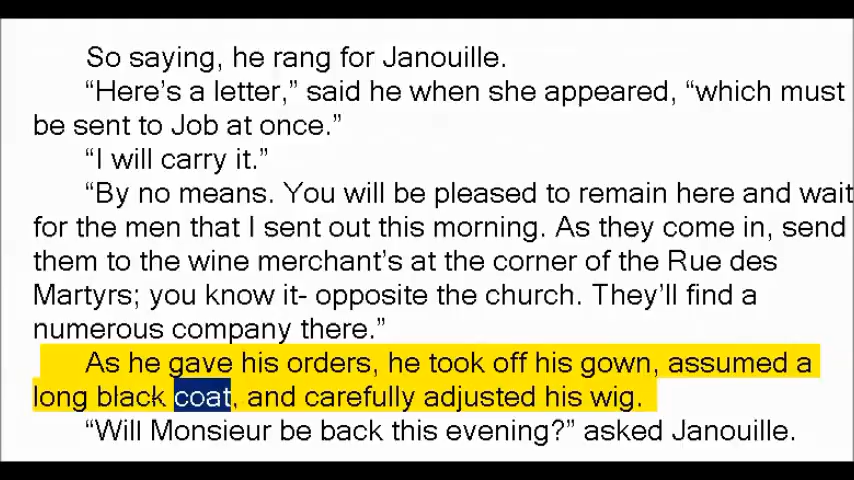 So saying, he rang for Janouille.
“Here’s a letter,” said he when she appeared, “which must
be sent to Job at once.”
“I will carry it.”
“By no means. You will be pleased to remain here and wait
for the men that I sent out this morning. As they come in, send
them to the wine merchant’s at the corner of the Rue des
Martyrs; you know it- opposite the church. They’ll find a
numerous company there.”
As he gave his orders, he took off his gown, assumed a
long black coat, and carefully adjusted his wig.
“Will Monsieur be back this evening?” asked Janouille.